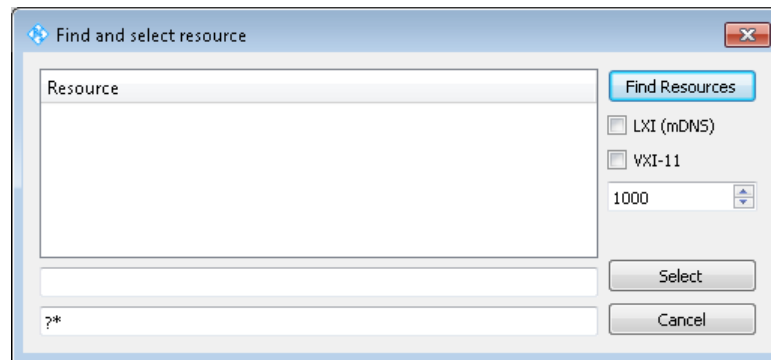 Find and select resource
Resource
Find Resources
LXI (mDNS)
VXI-11
1000
Select
?*
Cancel